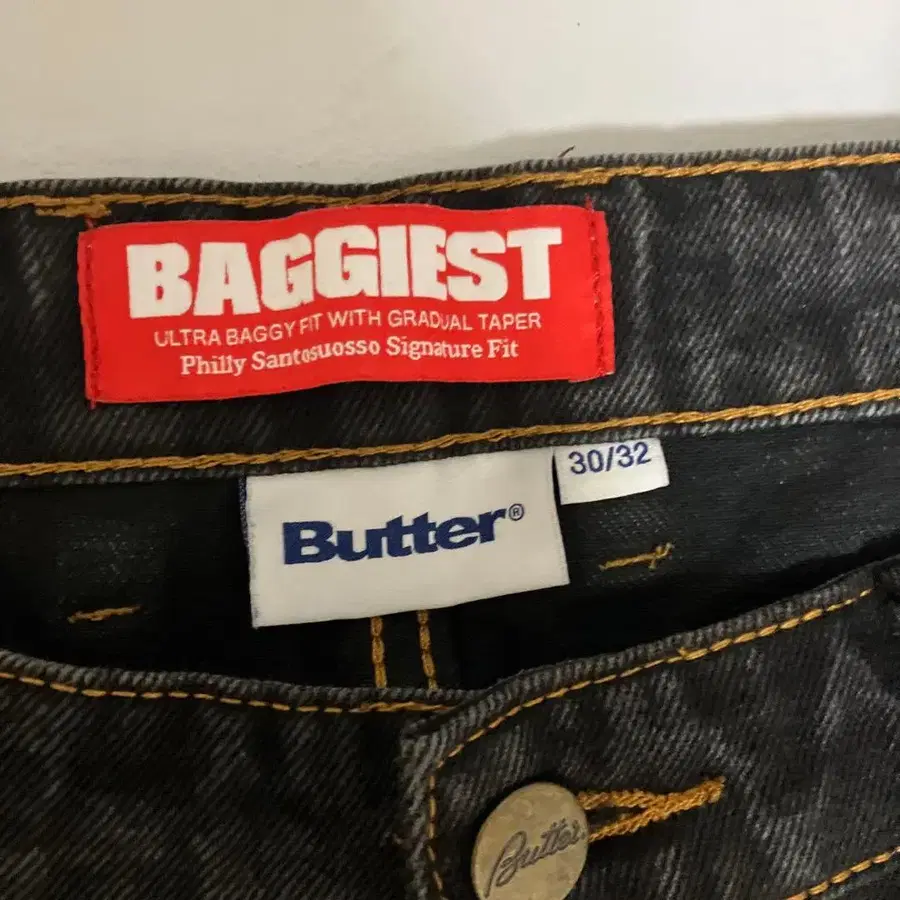 BAGGIEST
ULTRA BAGGY FIT WITH GRADUAL TAPER
Philly Santosuosso Signature Fit
30/32
Butter®
Butter